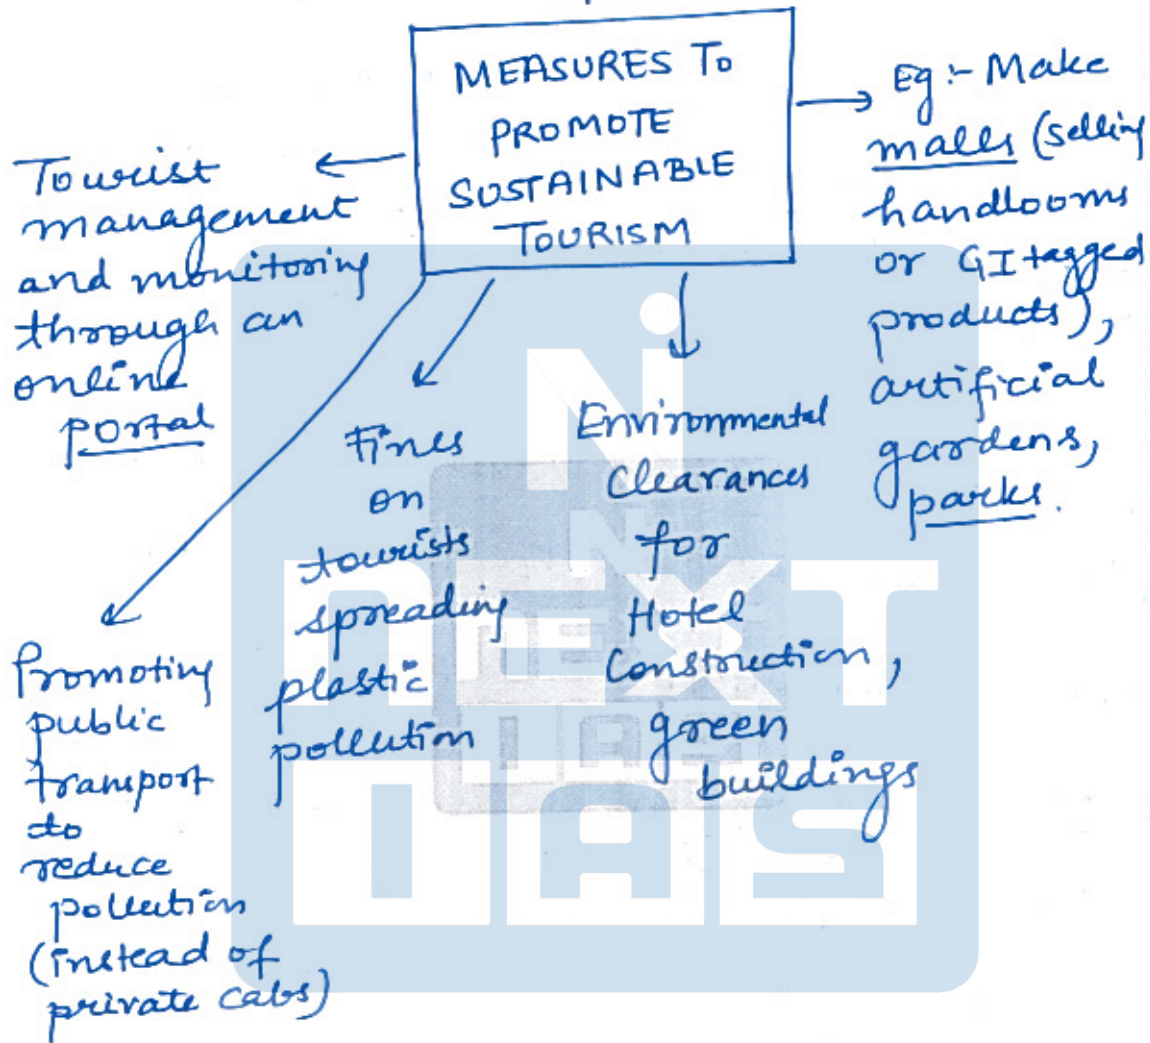 MEASURES TO
PROMOTE
SUSTAINABLE
TOURISM
Tourist
management
and monitoring
through an
online
portal
Promoting
public
transport
to
reduce
pollution
(instead of
private cabs)
Fines
on
tourists
spreading
plastic
pollution
Environmental
Clearances
for
Hotel
Construction,
green
buildings
Eg :- Make
malls (selling
handlooms
or GI tagged
products),
artificial
gardens,
parks.
NEXT
IAS